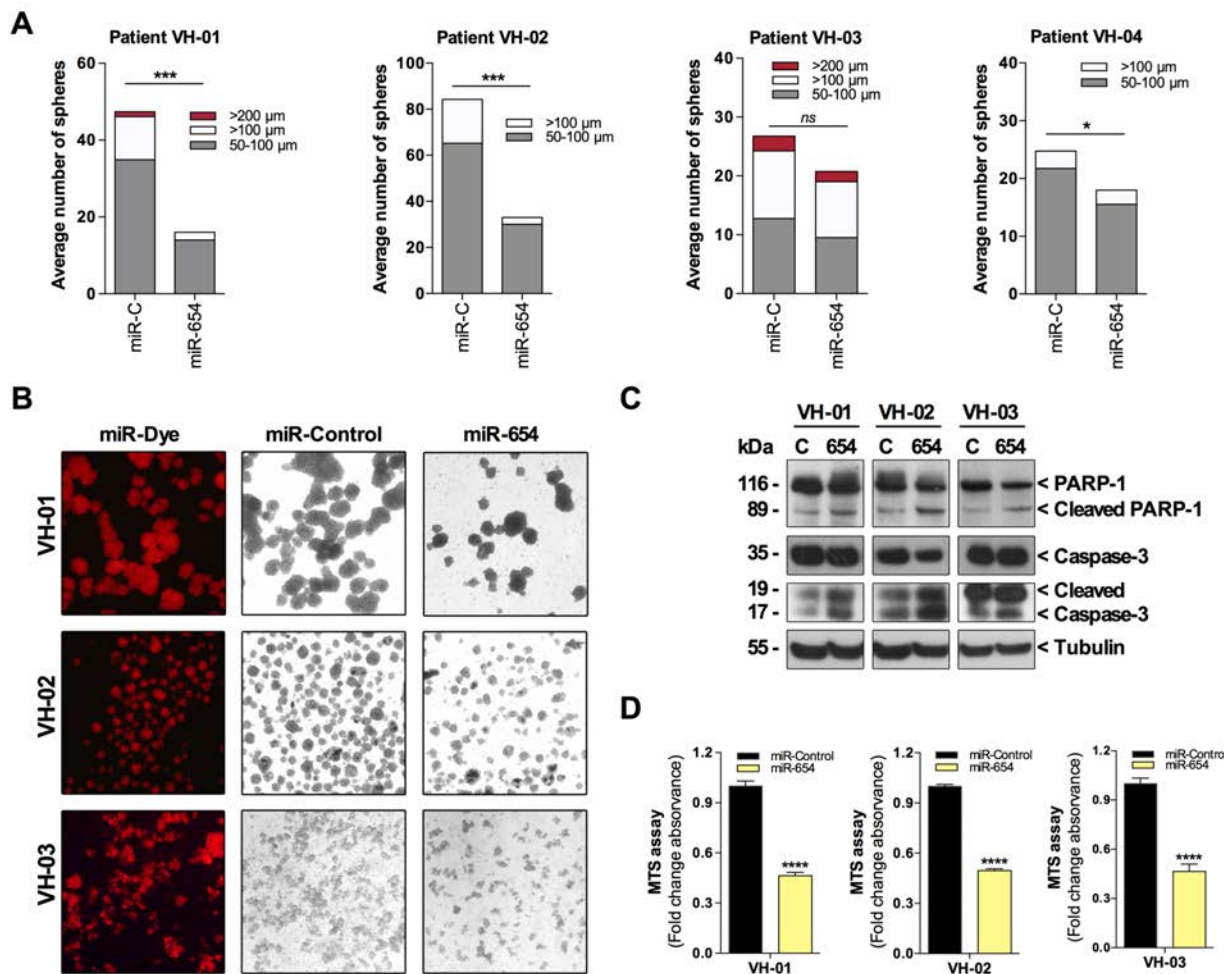 A
Patient VH-01
60
40
20
0
Average number of spheres
***
>200 µm
>100 µm
50-100 µm
miR-C
miR-654
Patient VH-02
100
80
60
40
20
0
Average number of spheres
***
>100 µm
50-100 µm
miR-C
miR-654
Patient VH-03
40
30
20
10
0
Average number of spheres
>200 µm
>100 µm
50-100 µm
ns
miR-C
miR-654
Patient VH-04
40
30
20
10
0
Average number of spheres
>100 µm
50-100 µm
*
miR-C
miR-654
B
miR-Dye miR-Control miR-654
VH-01
VH-02
VH-03
C
VH-01 VH-02 VH-03
kDa C 654 C 654 C 654
116 - < PARP-1
89 - < Cleaved PARP-1
35 - < Caspase-3
19 - < Cleaved
17 - < Caspase-3
55 - < Tubulin
D
MTS assay
(Fold change absorvance)
1.2
0.9
0.6
0.3
0.0
miR-Control
miR-654
****
VH-01
MTS assay
(Fold change absorvance)
1.2
0.9
0.6
0.3
0.0
miR-Control
miR-654
****
VH-02
MTS assay
(Fold change absorvance)
1.2
0.9
0.6
0.3
0.0
miR-Control
miR-654
****
VH-03